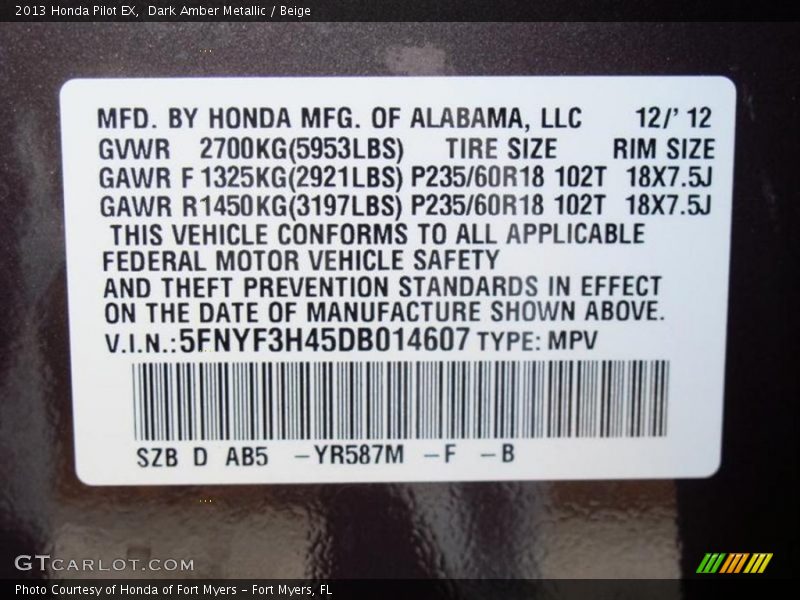 2013 Honda Pilot EX, Dark Amber Metallic / Beige
MFD. BY HONDA MFG. OF ALABAMA, LLC 12/' 12
GVWR 2700KG(5953LBS) TIRE SIZE RIM SIZE
GAWR F 1325KG(2921LBS) P235/60R18 102T 18X7.5J
GAWR R1450KG(3197LBS) P235/60R18 102T 18X7.5J
THIS VEHICLE CONFORMS TO ALL APPLICABLE
FEDERAL MOTOR VEHICLE SAFETY
AND THEFT PREVENTION STANDARDS IN EFFECT
ON THE DATE OF MANUFACTURE SHOWN ABOVE.
V.I.N.:5FNYF3H45DB014607 TYPE: MPV
SZB D AB5 -YR587M -F -B
GTCARLOT.COM
Photo Courtesy of Honda of Fort Myers - Fort Myers, FL